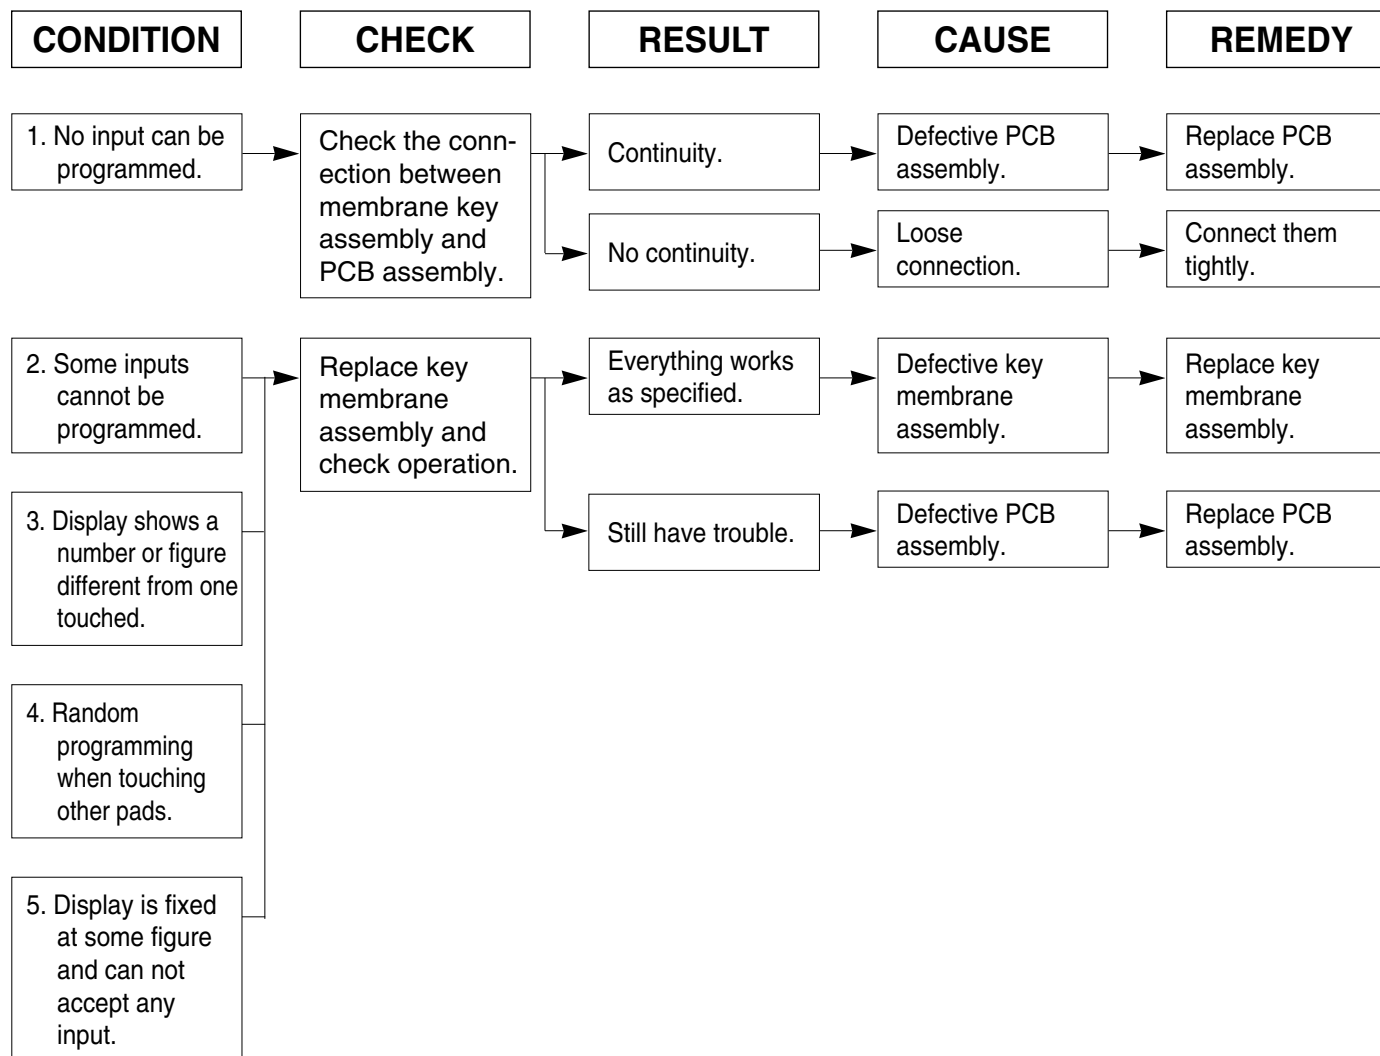 CONDITION
CHECK
RESULT
CAUSE
REMEDY
1. No input can be
programmed.
Check the conn-
ection between
membrane key
assembly and
PCB assembly.
Continuity.
Defective PCB
assembly.
Replace PCB
assembly.
No continuity.
Loose
connection.
Connect them
tightly.
2. Some inputs
cannot be
programmed.
Replace key
membrane
assembly and
check operation.
Everything works
as specified.
Defective key
membrane
assembly.
Replace key
membrane
assembly.
3. Display shows a
number or figure
different from one
touched.
Still have trouble.
Defective PCB
assembly.
Replace PCB
assembly.
4. Random
programming
when touching
other pads.
5. Display is fixed
at some figure
and can not
accept any
input.